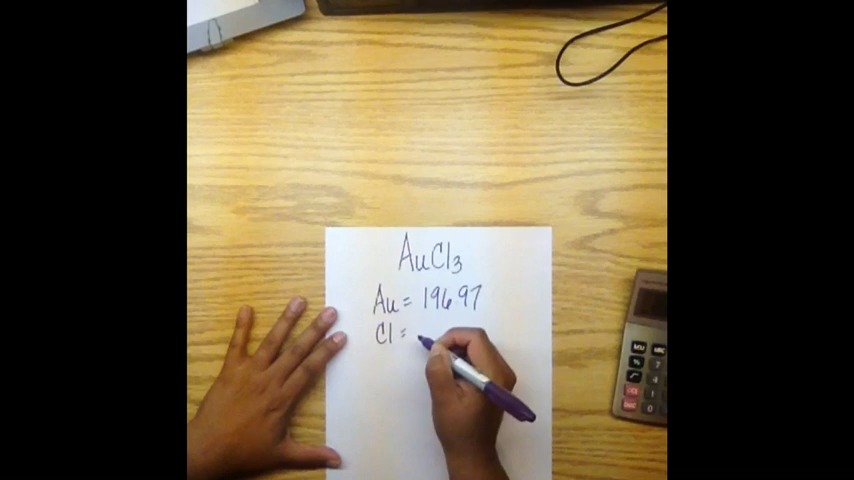 AuCl3
Au = 196.97
Cl =